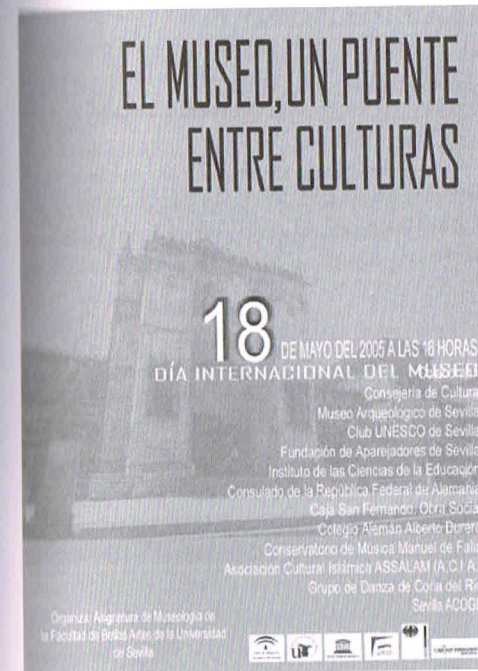 EL MUSEO, UN PUENTE
ENTRE CULTURAS
18 DE MAYO DEL 2005 A LAS 18 HORAS
DÍA INTERNACIONAL DEL MUSEO
Consejería de Cultura
Museo Arqueológico de Sevilla
Club UNESCO de Sevilla
Fundación de Aparejadores de Sevilla
Instituto de las Ciencias de la Educación
Consulado de la República Federal de Alemania
Caja San Fernando. Obra Social
Colegio Alemán Alberto Durero
Conservatorio de Música Manuel de Falla
Asociación Cultural Islámica ASSALAM (A.C.I.A.
Grupo de Danza de Coria del Río
Sevilla ACOGE
Organiza: Asignatura de Museología de
la Facultad de Bellas Artes de la Universidad
de Sevilla